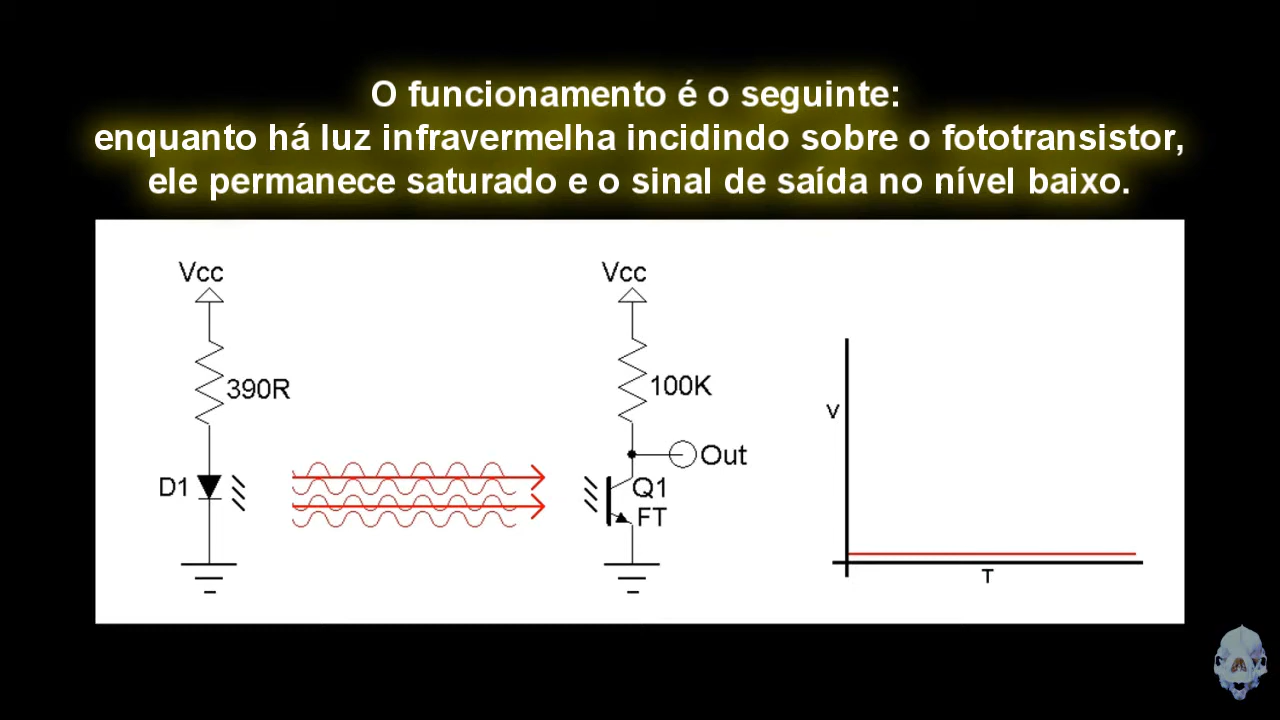 O funcionamento é o seguinte:
enquanto há luz infravermelha incidindo sobre o fototransistor,
ele permanece saturado e o sinal de saída no nível baixo.
Vcc
390R
D1
Vcc
100K
Out
Q1
FT
V
T